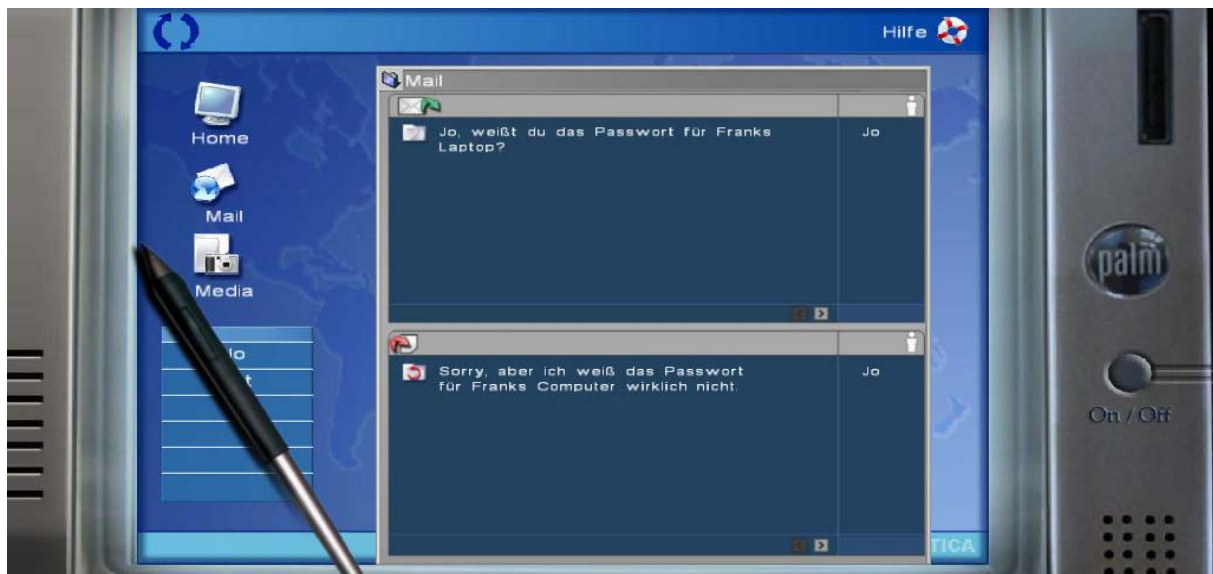 Hilfe
Home
Mail
Media
Mail
Jo, weißt du das Passwort für Franks
Laptop?
Jo
Sorry, aber ich weiß das Passwort
für Franks Computer wirklich nicht.
Jo
palm
On / Off